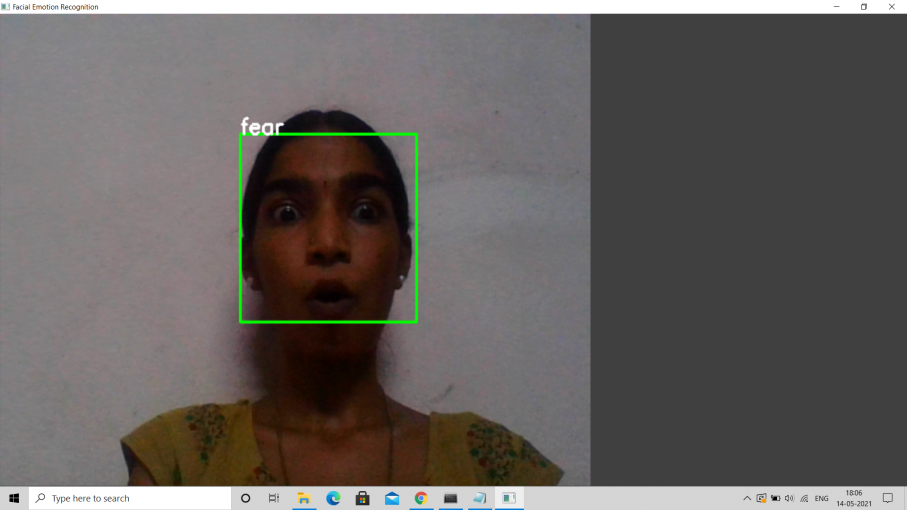 Facial Emotion Recognition
fear
Type here to search
ENG
18:06
14-05-2021